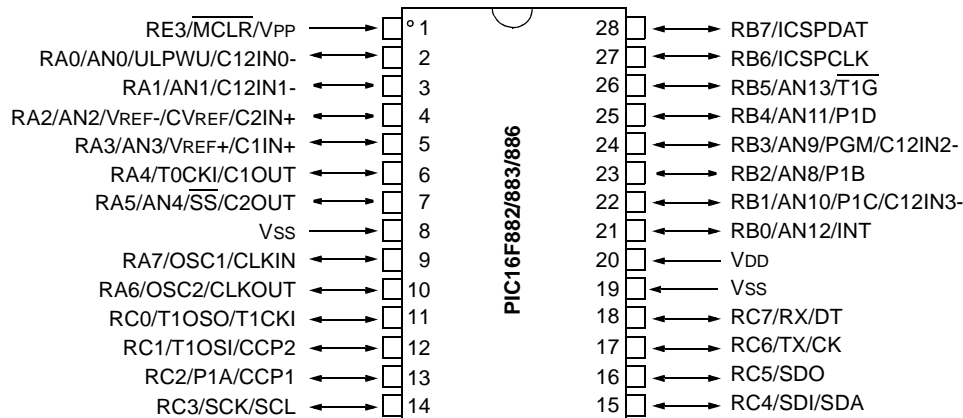 RE3/MCLR/VPP 1 28 RB7/ICSPDAT
RA0/AN0/ULPWU/C12IN0- 2 27 RB6/ICSPCLK
RA1/AN1/C12IN1- 3 26 RB5/AN13/T1G
RA2/AN2/VREF-/CVREF/C2IN+ 4 25 RB4/AN11/P1D
RA3/AN3/VREF+/C1IN+ 5 24 RB3/AN9/PGM/C12IN2-
RA4/T0CKI/C1OUT 6 23 RB2/AN8/P1B
RA5/AN4/SS/C2OUT 7 22 RB1/AN10/P1C/C12IN3-
VSS 8 21 RB0/AN12/INT
RA7/OSC1/CLKIN 9 20 VDD
RA6/OSC2/CLKOUT 10 19 VSS
RC0/T1OSO/T1CKI 11 18 RC7/RX/DT
RC1/T1OSI/CCP2 12 17 RC6/TX/CK
RC2/P1A/CCP1 13 16 RC5/SDO
RC3/SCK/SCL 14 15 RC4/SDI/SDA
PIC16F882/883/886